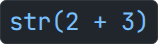 str(2 + 3)